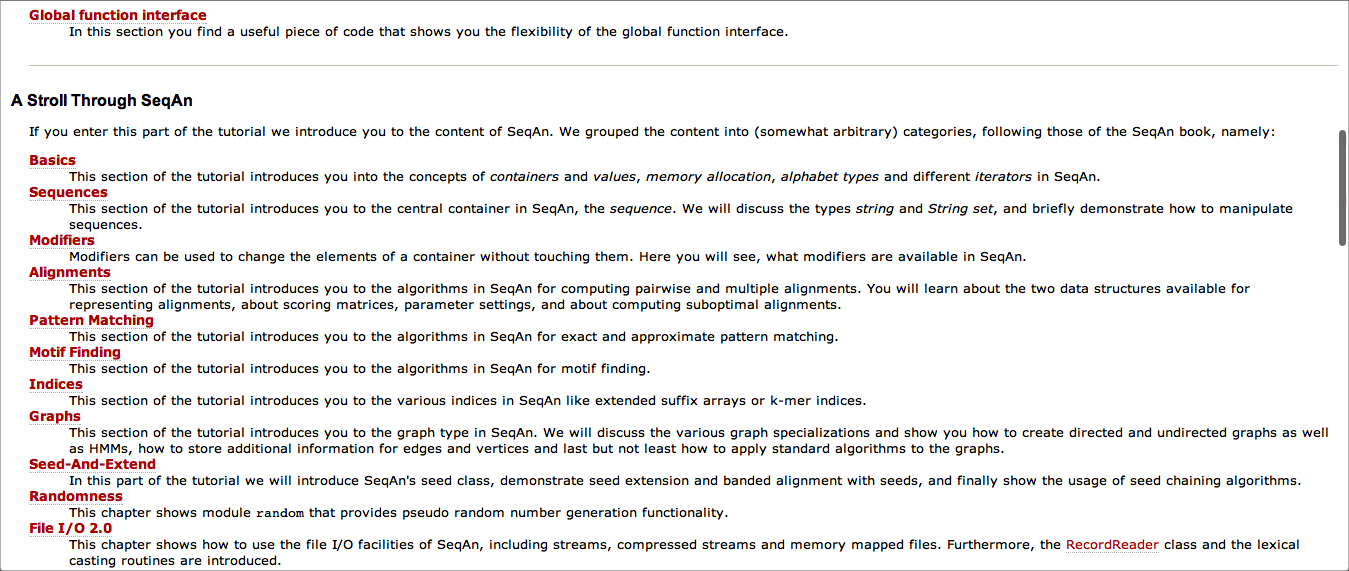 Global function interface
In this section you find a useful piece of code that shows you the flexibility of the global function interface.
A Stroll Through SeqAn
If you enter this part of the tutorial we introduce you to the content of SeqAn. We grouped the content into (somewhat arbitrary) categories, following those of the SeqAn book, namely:
Basics
This section of the tutorial introduces you into the concepts of containers and values, memory allocation, alphabet types and different iterators in SeqAn.
Sequences
This section of the tutorial introduces you to the central container in SeqAn, the sequence. We will discuss the types string and String set, and briefly demonstrate how to manipulate
sequences.
Modifiers
Modifiers can be used to change the elements of a container without touching them. Here you will see, what modifiers are available in SeqAn.
Alignments
This section of the tutorial introduces you to the algorithms in SeqAn for computing pairwise and multiple alignments. You will learn about the two data structures available for
representing alignments, about scoring matrices, parameter settings, and about computing suboptimal alignments.
Pattern Matching
This section of the tutorial introduces you to the algorithms in SeqAn for exact and approximate pattern matching.
Motif Finding
This section of the tutorial introduces you to the algorithms in SeqAn for motif finding.
Indices
This section of the tutorial introduces you to the various indices in SeqAn like extended suffix arrays or k-mer indices.
Graphs
This section of the tutorial introduces you to the graph type in SeqAn. We will discuss the various graph specializations and show you how to create directed and undirected graphs as well
as HMMs, how to store additional information for edges and vertices and last but not least how to apply standard algorithms to the graphs.
Seed-And-Extend
In this part of the tutorial we will introduce SeqAn's seed class, demonstrate seed extension and banded alignment with seeds, and finally show the usage of seed chaining algorithms.
Randomness
This chapter shows module random that provides pseudo random number generation functionality.
File I/O 2.0
This chapter shows how to use the file I/O facilities of SeqAn, including streams, compressed streams and memory mapped files. Furthermore, the RecordReader class and the lexical
casting routines are introduced.